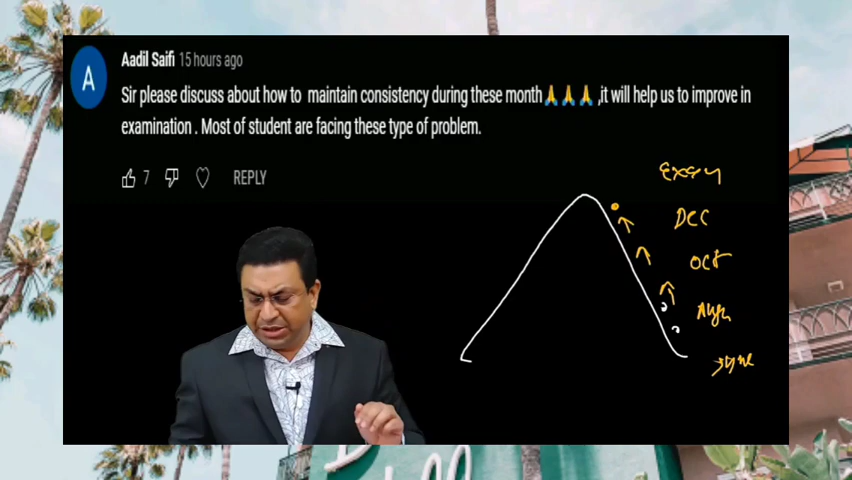 Aadil Saifi 15 hours ago
A
Sir please discuss about how to maintain consistency during these month🙏🙏🙏 ,it will help us to improve in
examination . Most of student are facing these type of problem.
7 REPLY
Exam
Dec
Oct
June